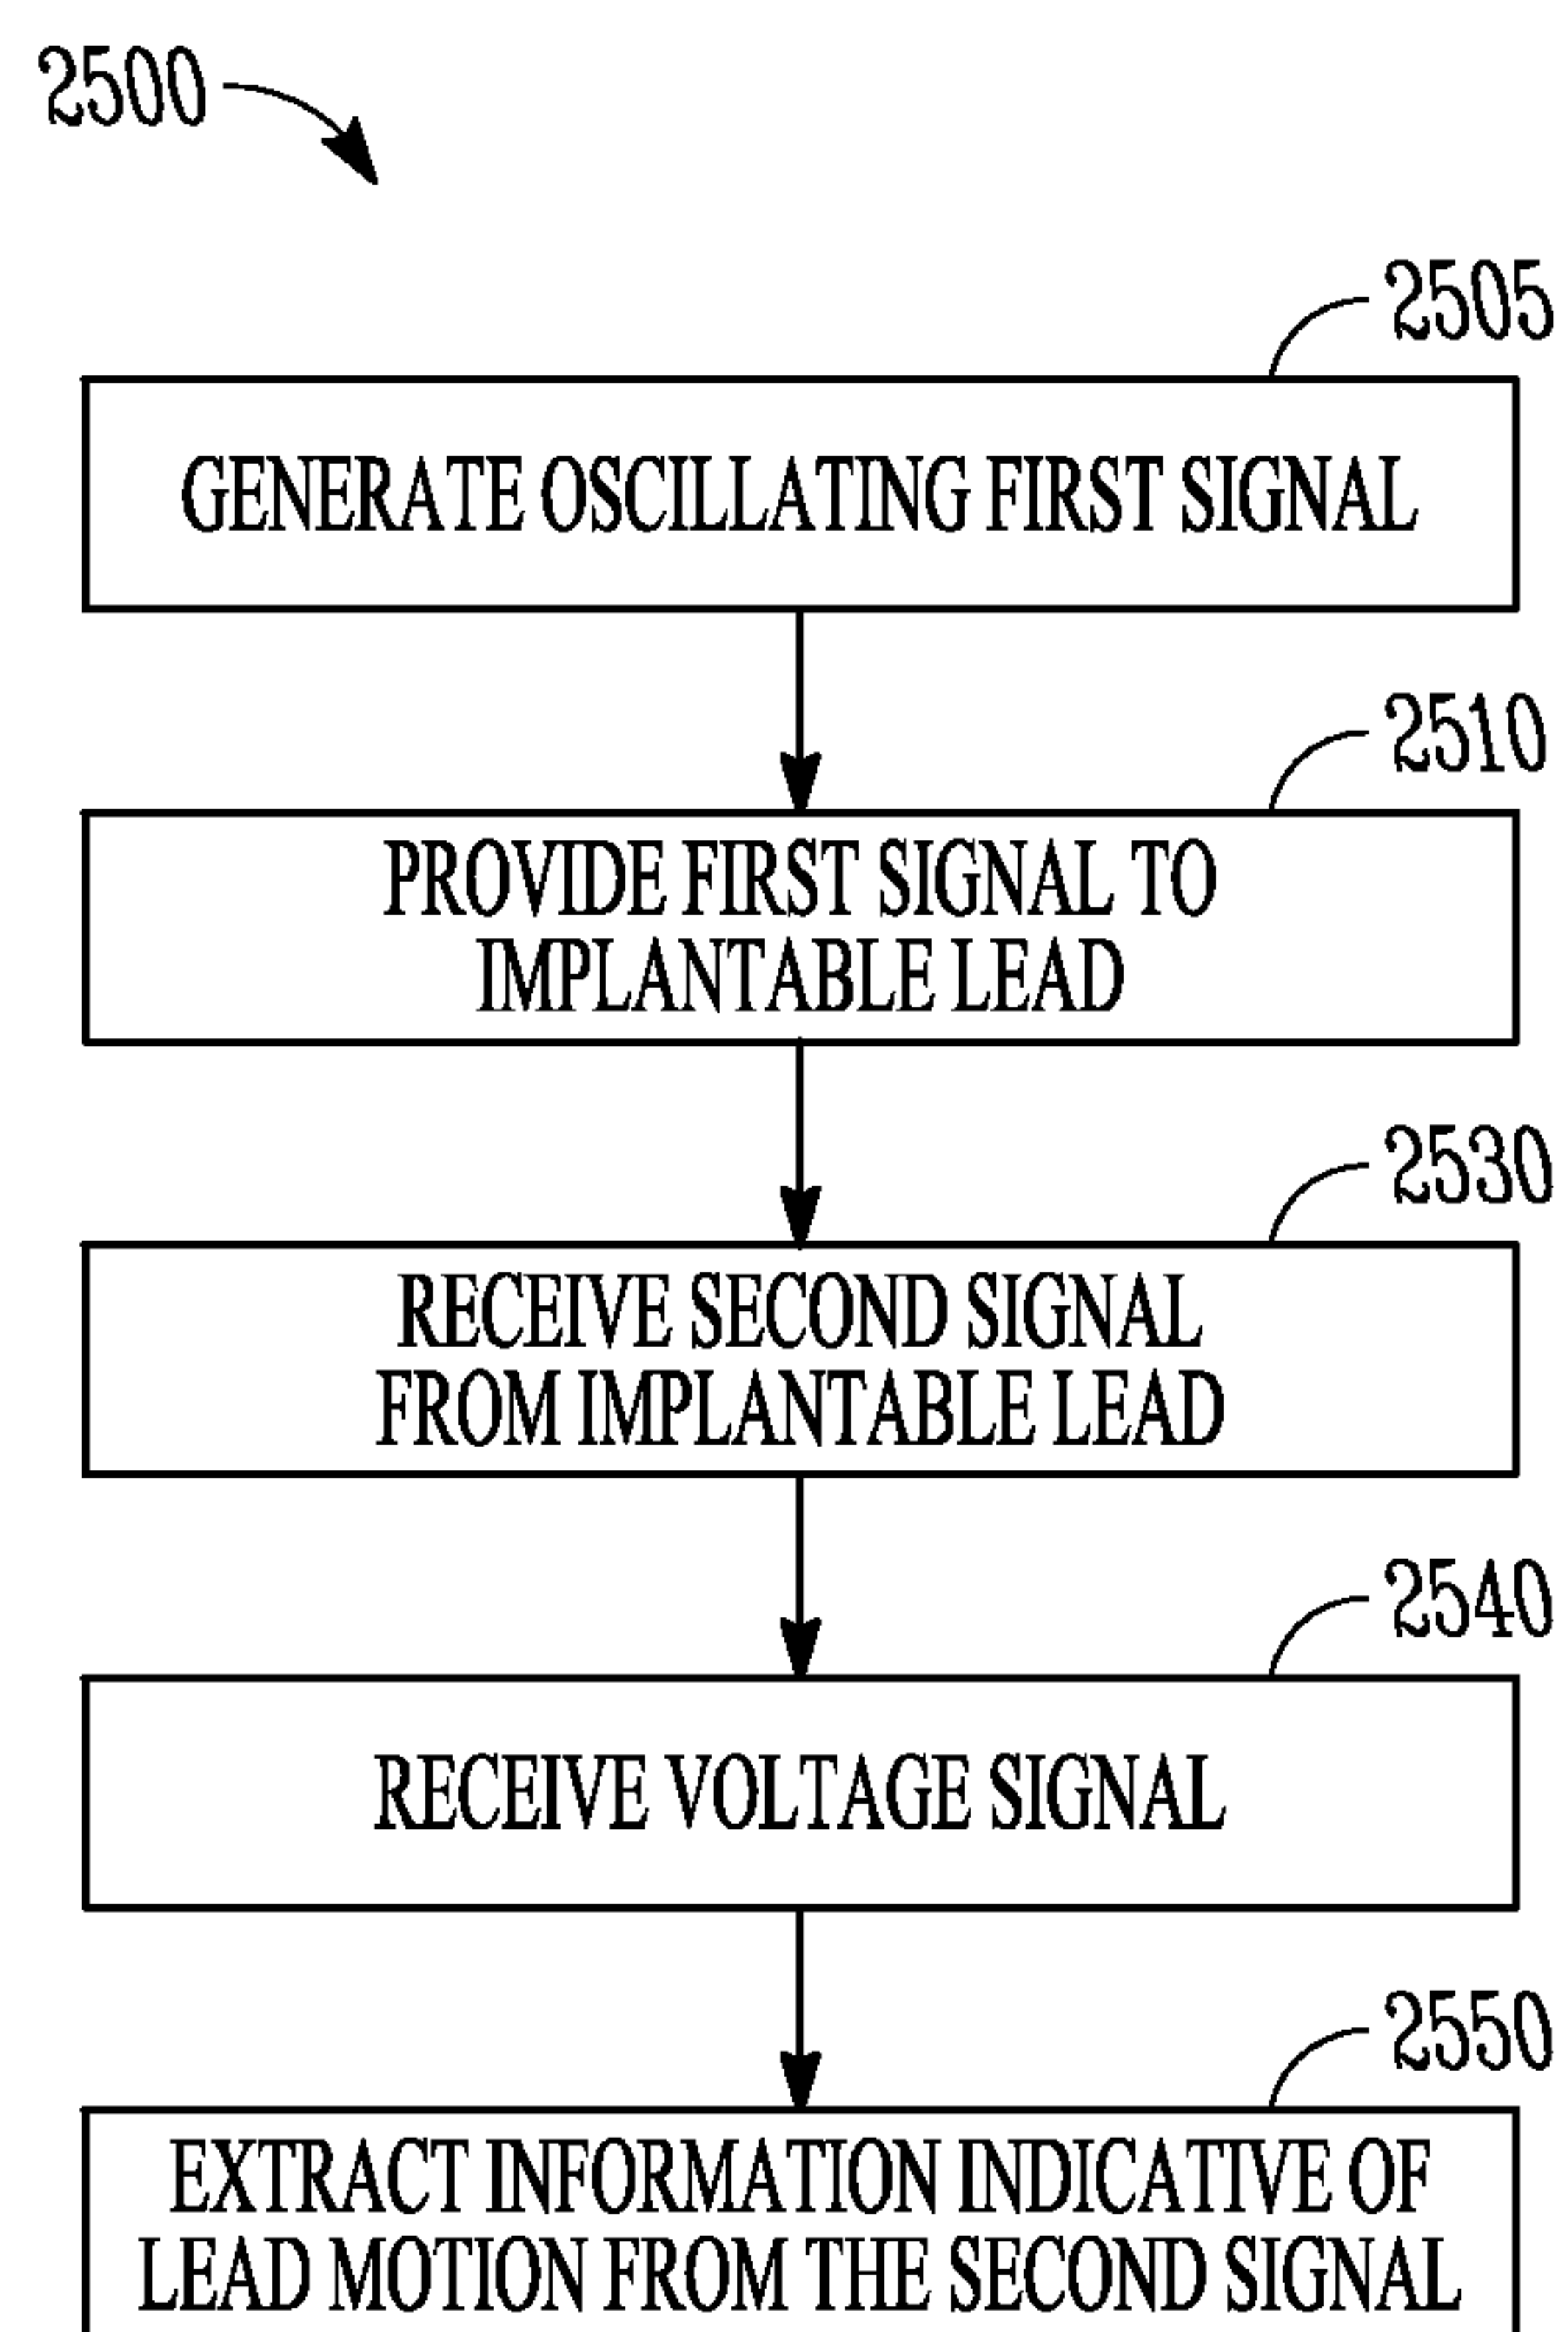 2500
2505
GENERATE OSCILLATING FIRST SIGNAL
2510
PROVIDE FIRST SIGNAL TO
IMPLANTABLE LEAD
2530
RECEIVE SECOND SIGNAL
FROM IMPLANTABLE LEAD
2540
RECEIVE VOLTAGE SIGNAL
2550
EXTRACT INFORMATION INDICATIVE OF
LEAD MOTION FROM THE SECOND SIGNAL